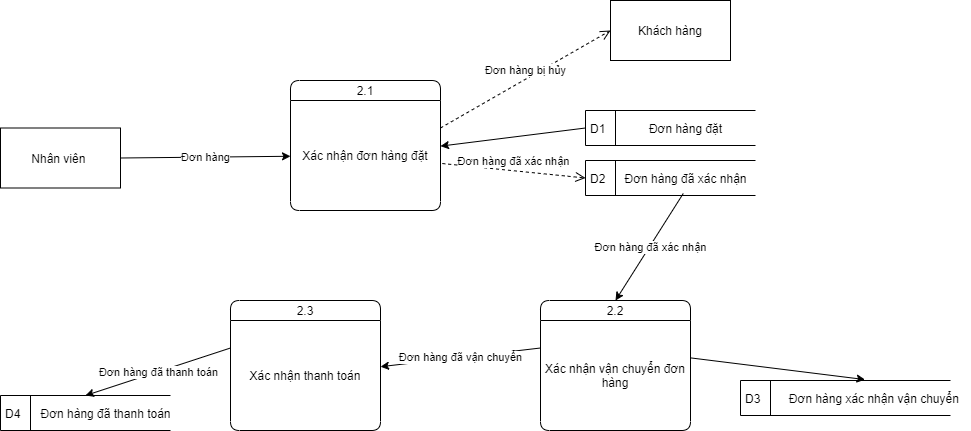 Khách hàng
Đơn hàng bị hủy
2.1
Xác nhận đơn hàng đặt
Nhân viên
Đơn hàng
D1
Đơn hàng đặt
Đơn hàng đã xác nhận
D2
Đơn hàng đã xác nhận
Đơn hàng đã xác nhận
2.3
Xác nhận thanh toán
2.2
Xác nhận vận chuyển đơn
hàng
Đơn hàng đã vận chuyển
Đơn hàng đã thanh toán
D4
Đơn hàng đã thanh toán
D3
Đơn hàng xác nhận vận chuyển